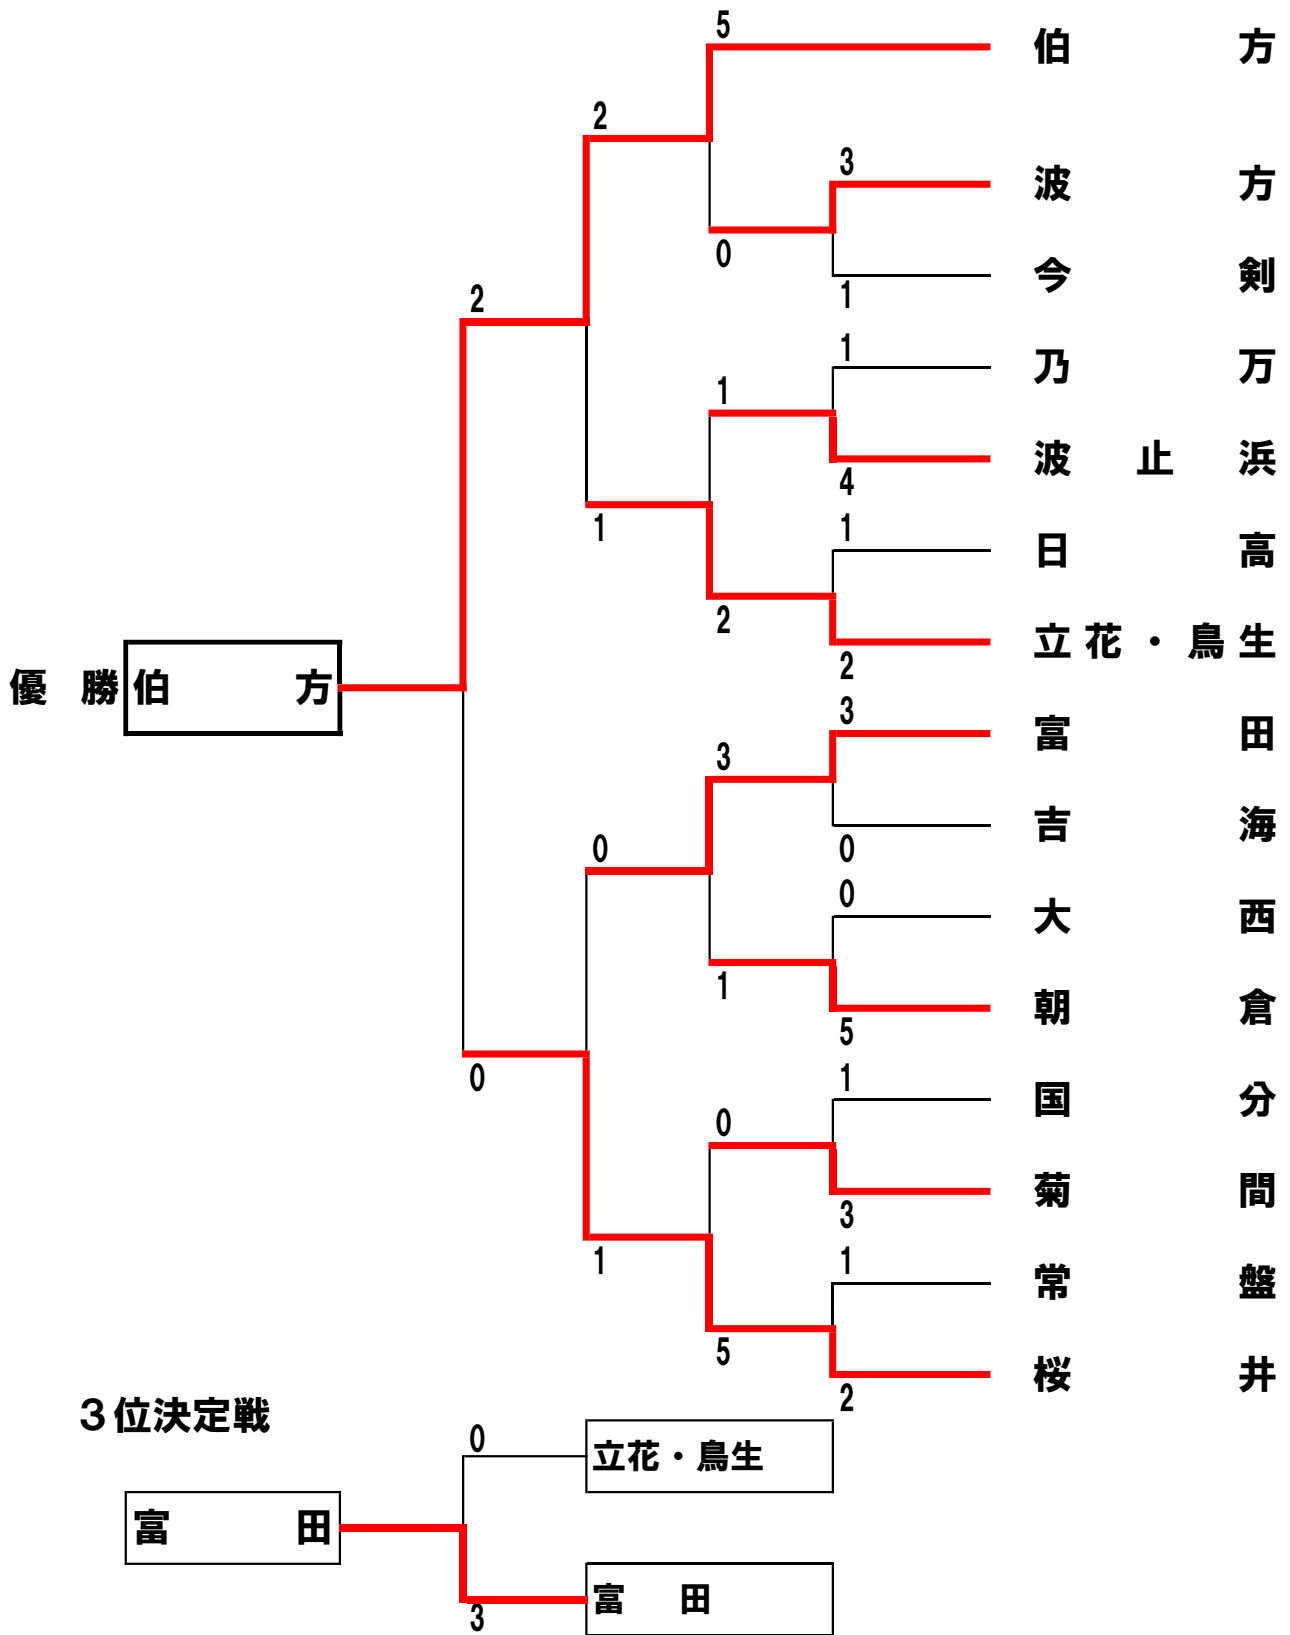 5
伯方
2
3
波方
0
今剣
2
1
1
乃万
1
波止浜
4
1
1
日高
2
立花・鳥生
2
優勝 伯方
3
富田
3
吉海
0
0
0
大西
1
朝倉
5
0
1
国分
0
菊間
3
1
1
常盤
5
桜井
2
３位決定戦
0
立花・鳥生
富田
富田
3